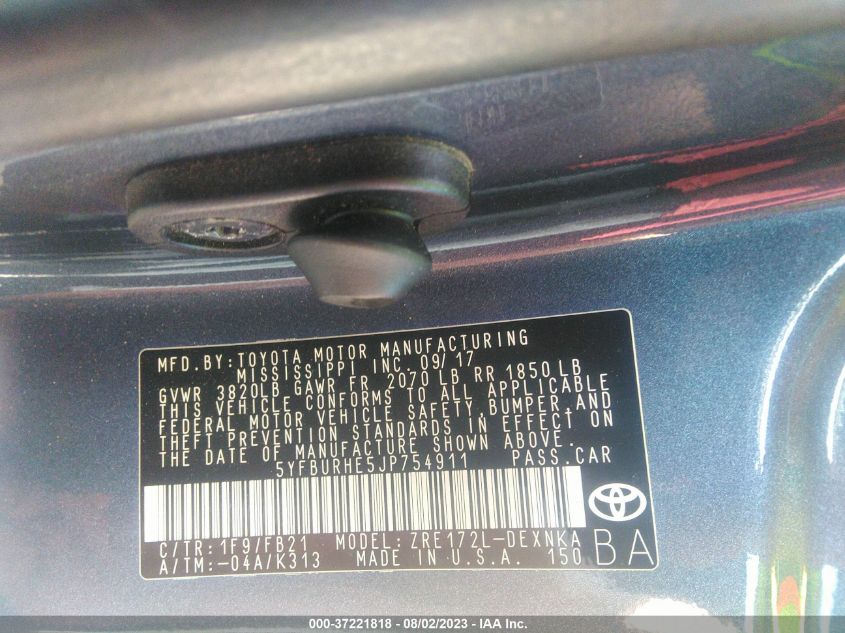 MFD. BY: TOYOTA MOTOR MANUFACTURING
MISSISSIPPI INC. 09/17
GVWR 3820LB GAWR FR 2070 LB RR 1850 LB
THIS VEHICLE CONFORMS TO ALL APPLICABLE
FEDERAL MOTOR VEHICLE SAFETY, BUMPER, AND
THEFT PREVENTION STANDARDS IN EFFECT ON
THE DATE OF MANUFACTURE SHOWN ABOVE.
5YFBURHE5JP754911 PASS. CAR
C/TR: 1F9/FB21 MODEL: ZRE172L-DEXNKA
A/TM: -04A/K313 MADE IN U.S.A. 150
BA
000-37221818 - 08/02/2023 - IAA Inc.